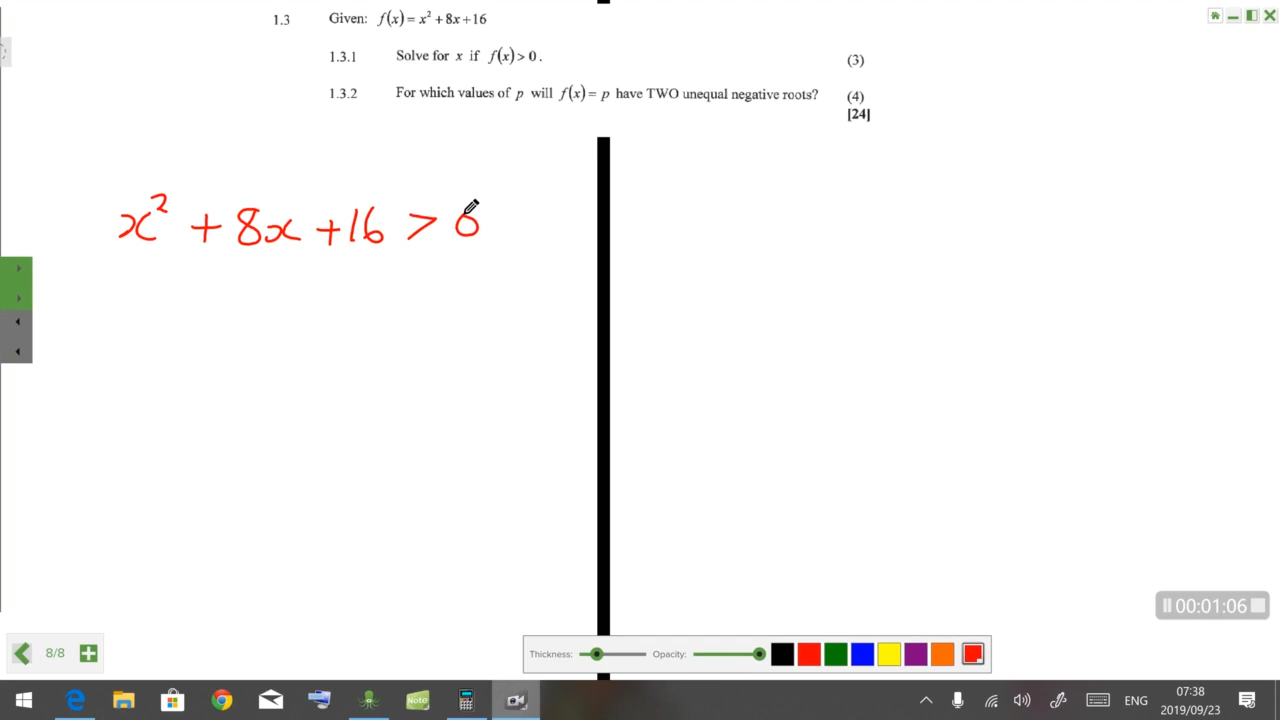 1.3 Given: f(x) = x² + 8x + 16
1.3.1 Solve for x if f(x) > 0. (3)
1.3.2 For which values of p will f(x) = p have TWO unequal negative roots? (4)
[24]
x² + 8x + 16 > 0
00:01:06
8/8
Thickness: Opacity:
Note
ENG
07:38
2019/09/23